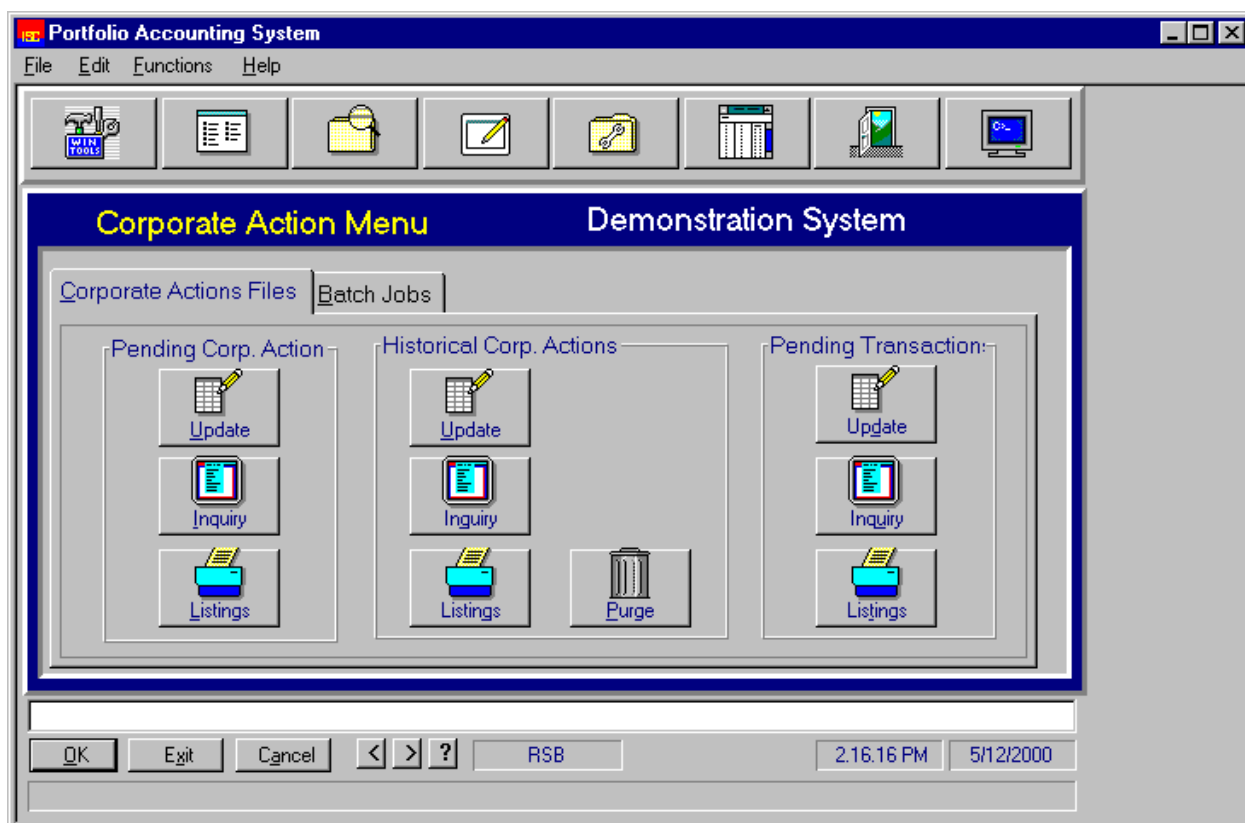 ISC Portfolio Accounting System
File Edit Functions Help
WIN
TOOLS
C>_
Corporate Action Menu Demonstration System
Corporate Actions Files Batch Jobs
Pending Corp. Action Historical Corp. Actions Pending Transaction:
Update Update Update
Inquiry Inquiry Inquiry
Listings Listings Purge Listings
OK Exit Cancel < > ? RSB 2.16.16 PM 5/12/2000